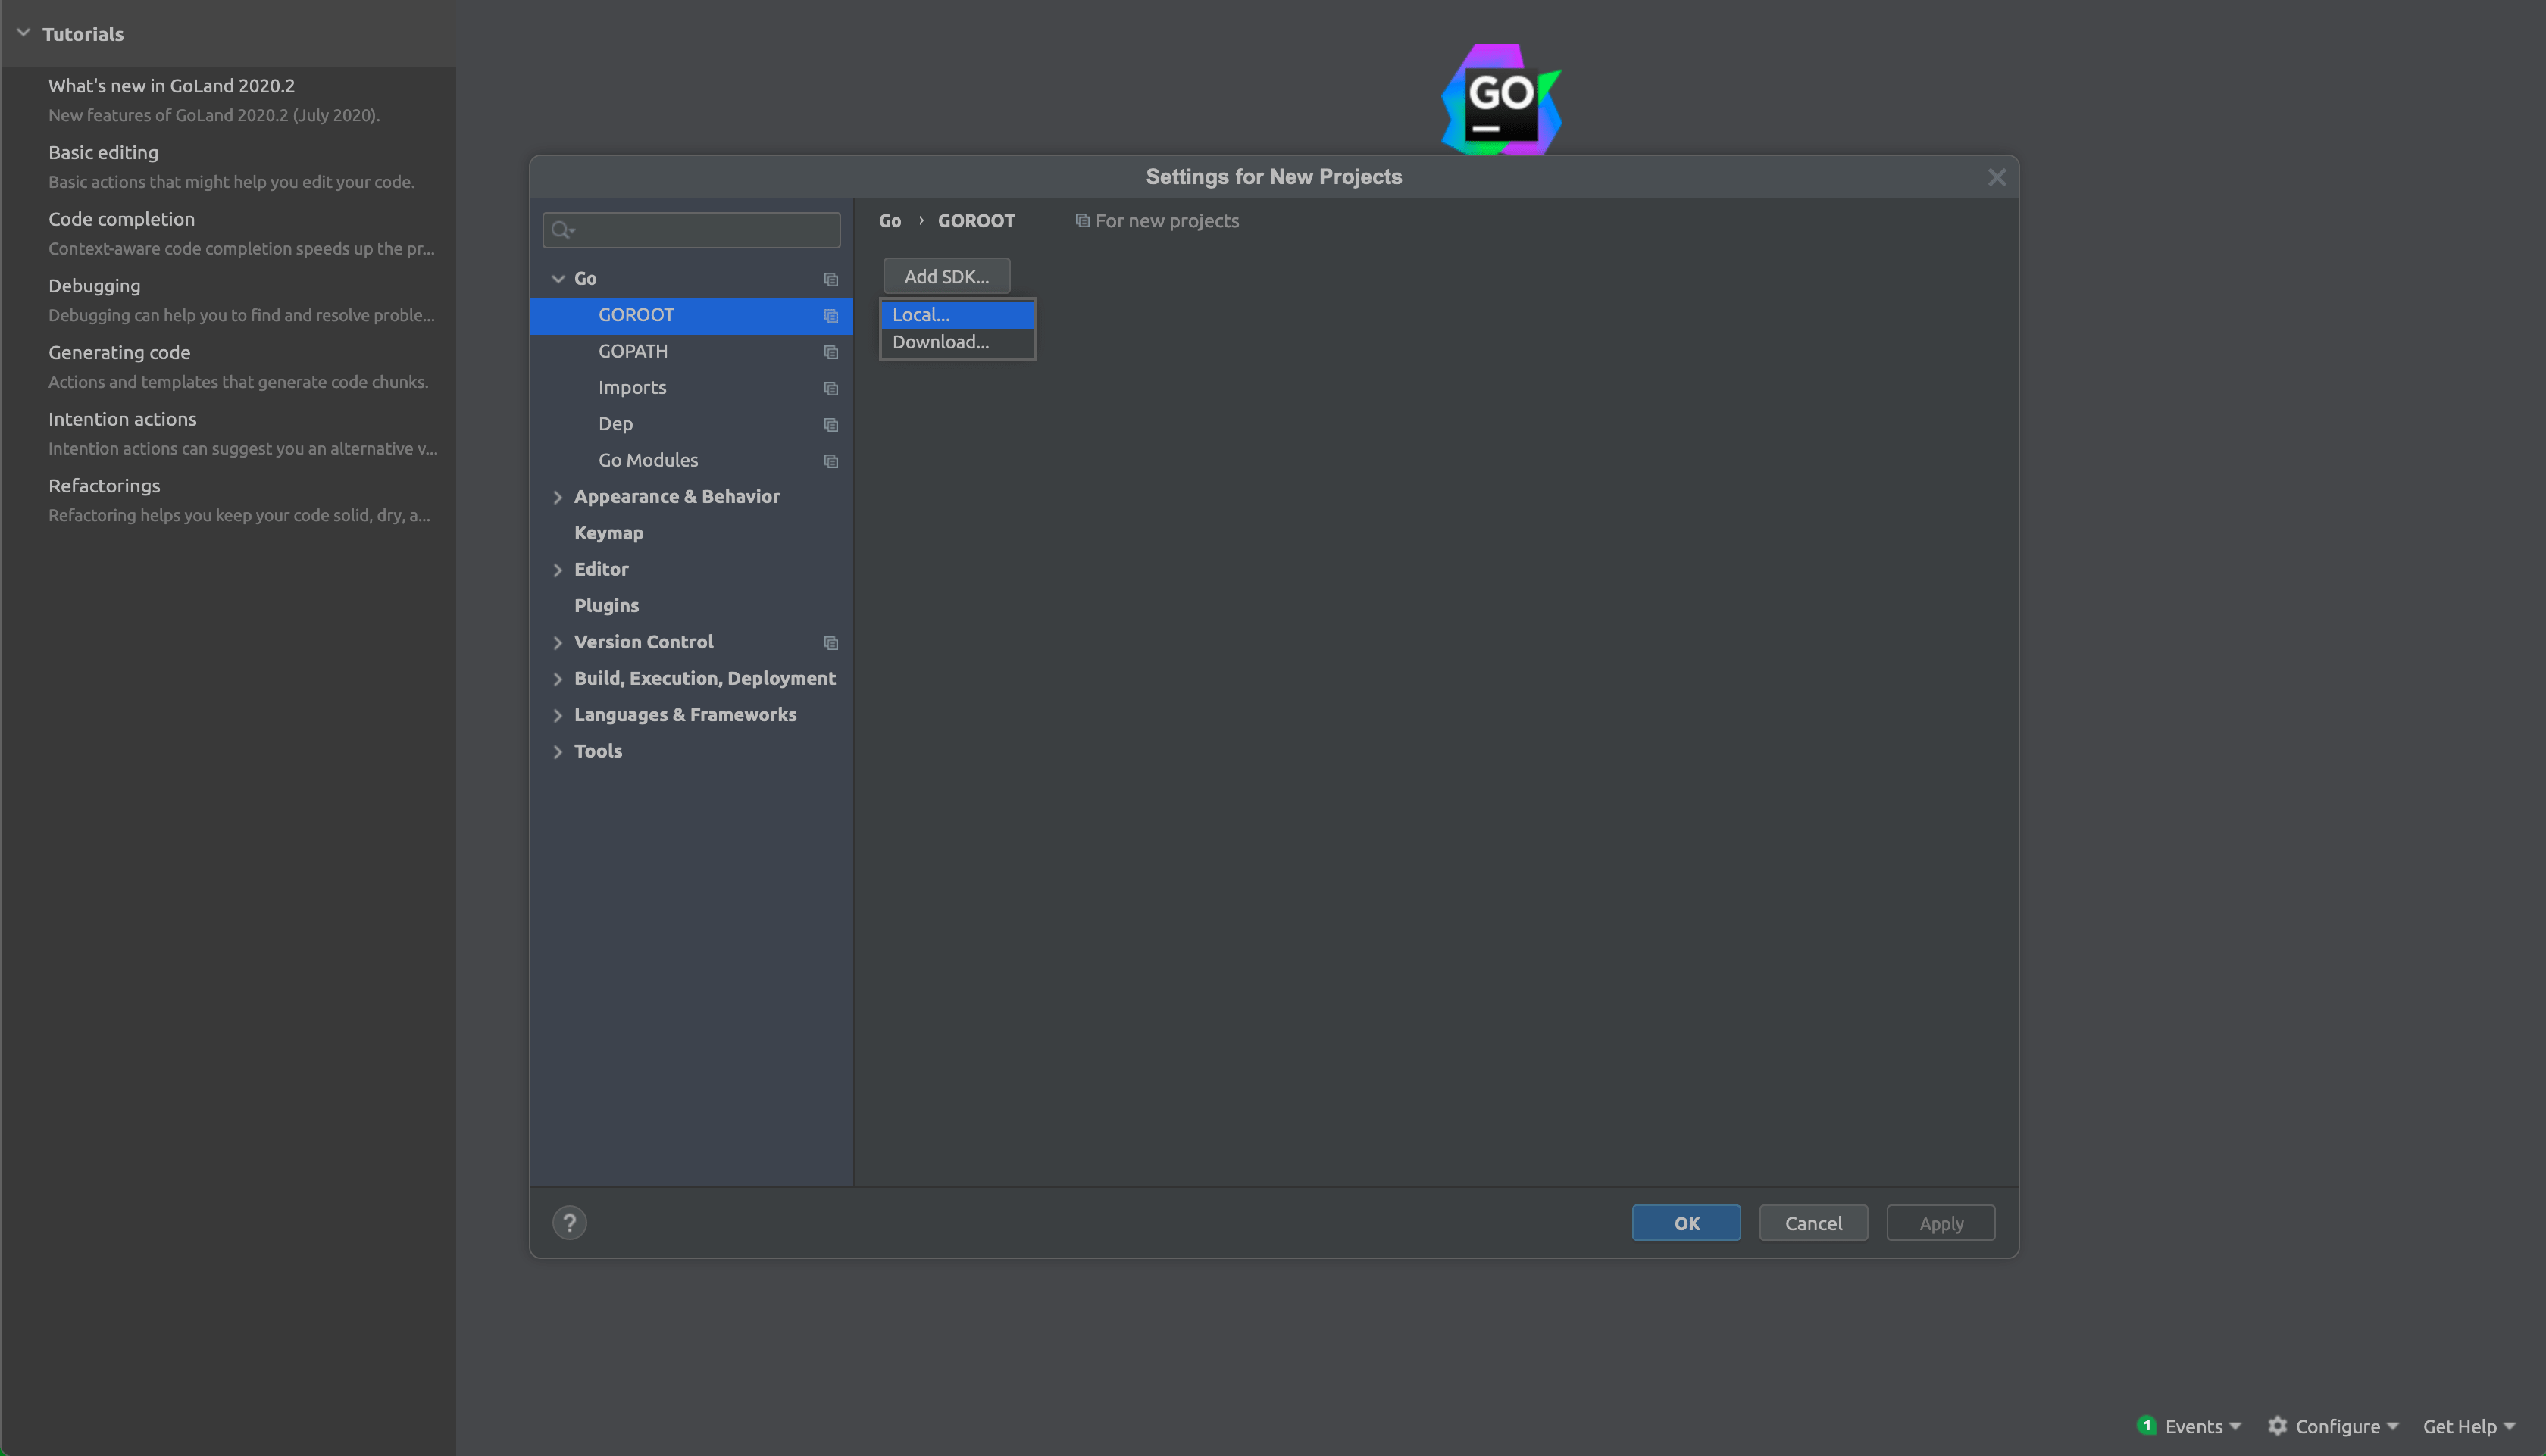 Tutorials
What's new in GoLand 2020.2
New features of GoLand 2020.2 (July 2020).
Basic editing
Basic actions that might help you edit your code.
Code completion
Context-aware code completion speeds up the pr...
Debugging
Debugging can help you to find and resolve proble...
Generating code
Actions and templates that generate code chunks.
Intention actions
Intention actions can suggest you an alternative v...
Refactorings
Refactoring helps you keep your code solid, dry, a...
GO
Settings for New Projects
Go
GOROOT
GOPATH
Imports
Dep
Go Modules
Appearance & Behavior
Keymap
Editor
Plugins
Version Control
Build, Execution, Deployment
Languages & Frameworks
Tools
Go › GOROOT For new projects
Add SDK...
Local...
Download...
?
OK Cancel Apply
1 Events Configure Get Help